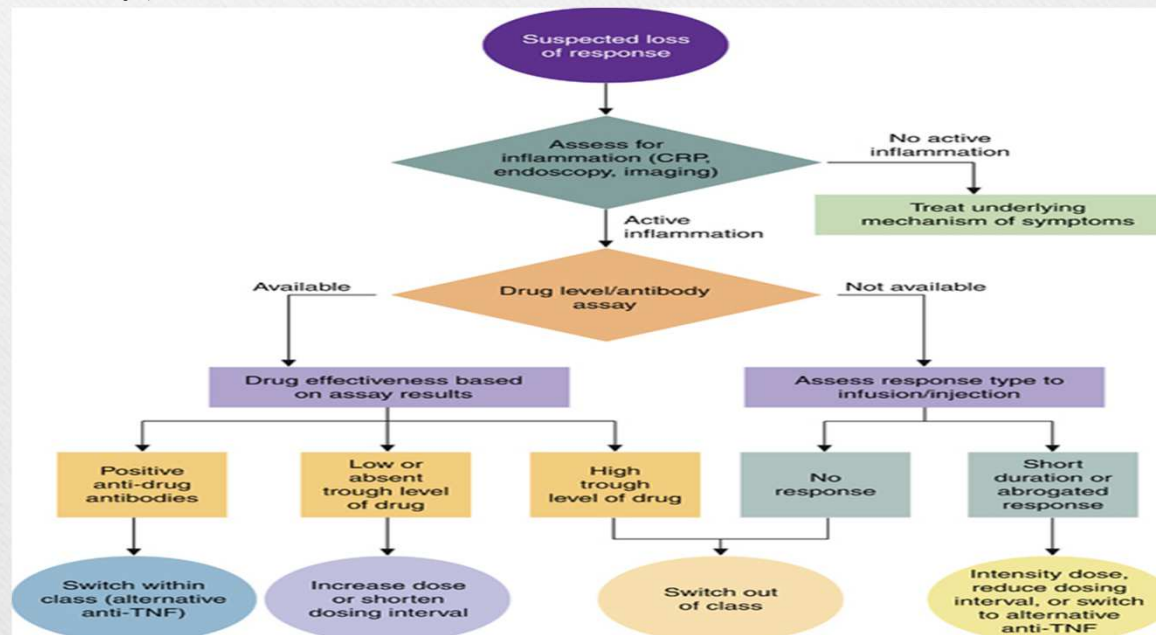 Suspected loss
of response
Assess for
inflammation (CRP,
endoscopy, imaging)
No active
inflammation
Treat underlying
mechanism of symptoms
Active
inflammation
Available
Drug level/antibody
assay
Not available
Drug effectiveness based
on assay results
Assess response type to
infusion/injection
Positive
anti-drug
antibodies
Low or
absent
trough level
of drug
High
trough
level of drug
No
response
Short
duration or
abrogated
response
Switch within
class (alternative
anti-TNF)
Increase dose
or shorten
dosing interval
Switch out
of class
Intensity dose,
reduce dosing
interval, or switch
to alternative
anti-TNF